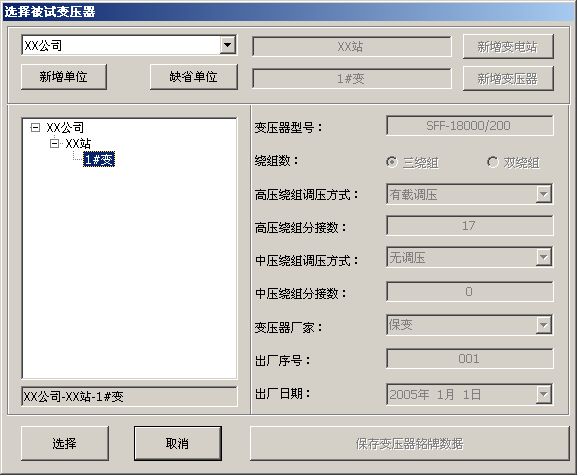 选择被试变压器
XX公司
XX站
新增变电站
新增单位
缺省单位
1#变
新增变压器
XX公司
XX站
1#变
变压器型号：
SFF-18000/200
绕组数：
三绕组
双绕组
高压绕组调压方式：
有载调压
高压绕组分接数：
17
中压绕组调压方式：
无调压
中压绕组分接数：
0
变压器厂家：
保变
出厂序号：
001
出厂日期：
2005年 1月 1日
XX公司-XX站-1#变
选择
取消
保存变压器铭牌数据